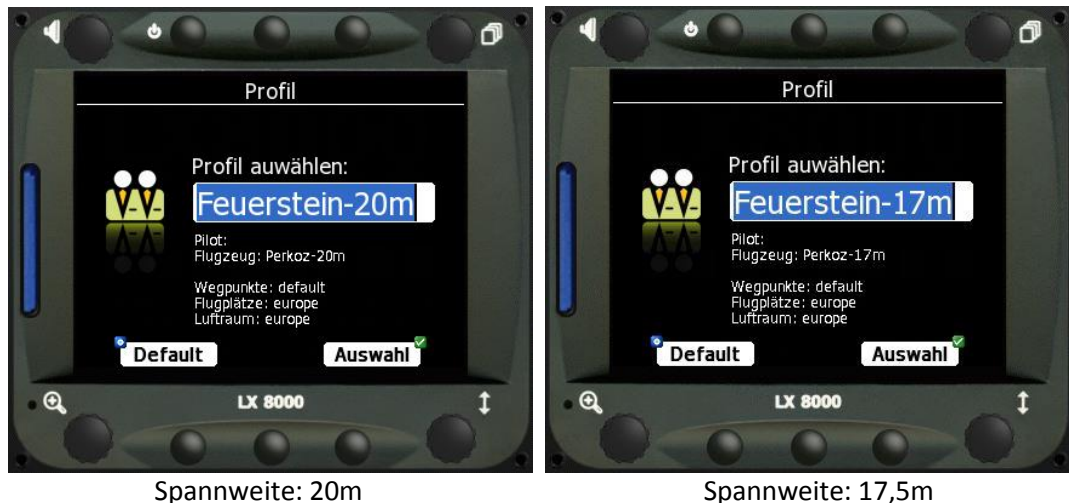 Profil
Profil auwählen:
Feuerstein-20m
Pilot:
Flugzeug: Perkoz-20m
Wegpunkte: default
Flugplätze: europe
Luftraum: europe
Default
Auswahl
LX 8000
Spannweite: 20m
Profil
Profil auwählen:
Feuerstein-17m
Pilot:
Flugzeug: Perkoz-17m
Wegpunkte: default
Flugplätze: europe
Luftraum: europe
Default
Auswahl
LX 8000
Spannweite: 17,5m